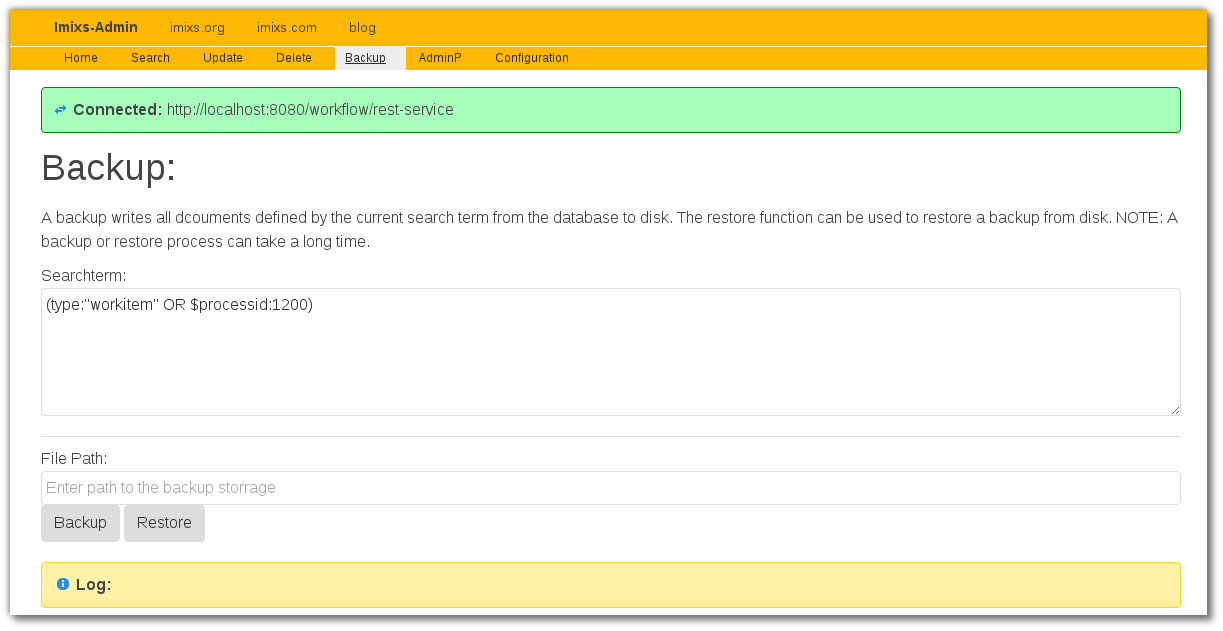 Imixs-Admin imixs.org imixs.com blog
Home Search Update Delete Backup AdminP Configuration
Connected: http://localhost:8080/workflow/rest-service
Backup:
A backup writes all dcouments defined by the current search term from the database to disk. The restore function can be used to restore a backup from disk. NOTE: A
backup or restore process can take a long time.
Searchterm:
(type:"workitem" OR $processid:1200)
File Path:
Enter path to the backup storrage
Backup Restore
Log: